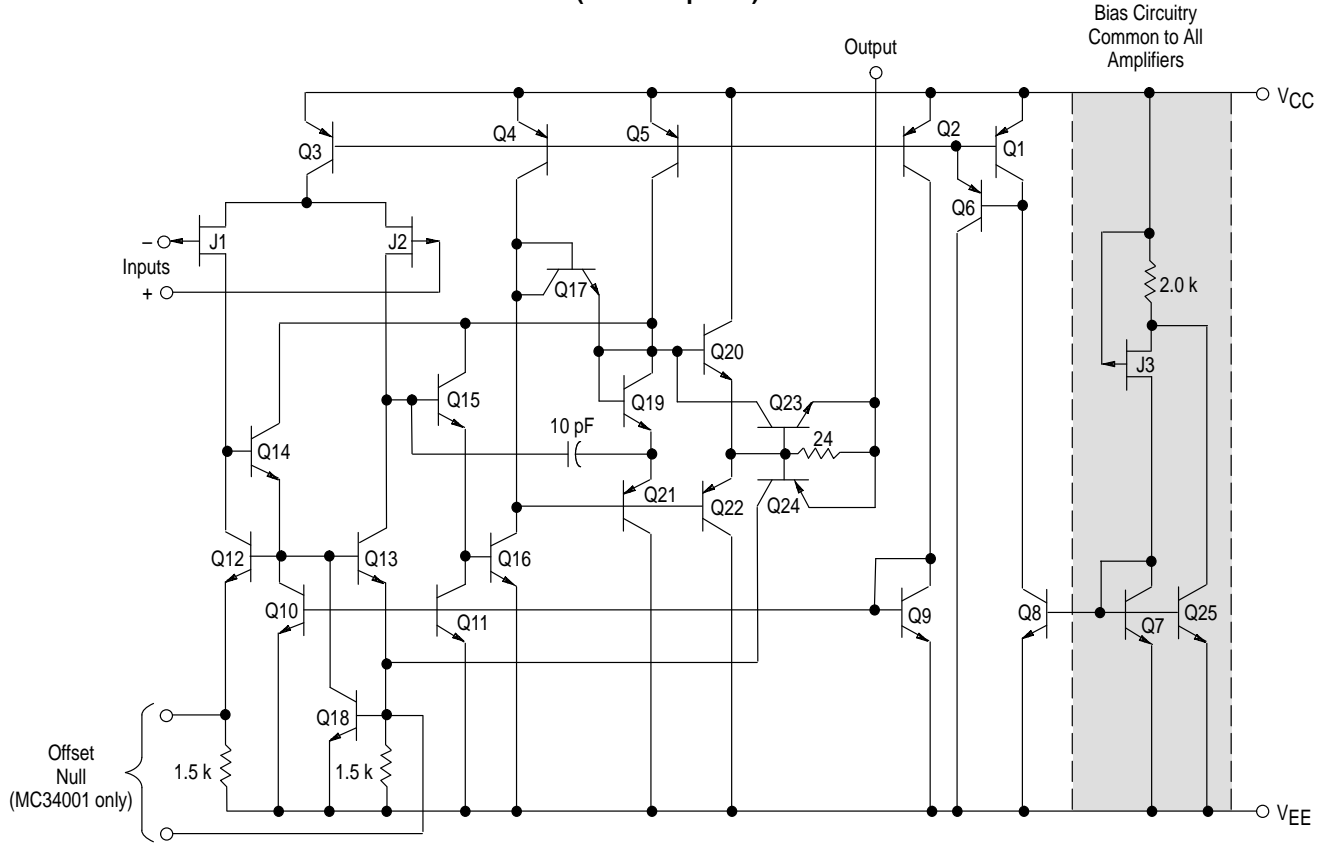 Bias Circuitry
Common to All
Amplifiers
Output
VCC
Q3
Q4
Q5
Q2
Q1
Q6
J1
J2
–
Inputs
+
Q17
2.0 k
J3
Q20
Q15
Q19
Q23
10 pF
24
Q14
Q21
Q22
Q24
Q12
Q13
Q16
Q10
Q11
Q9
Q8
Q7
Q25
Q18
1.5 k
1.5 k
Offset
Null
(MC34001 only)
VEE